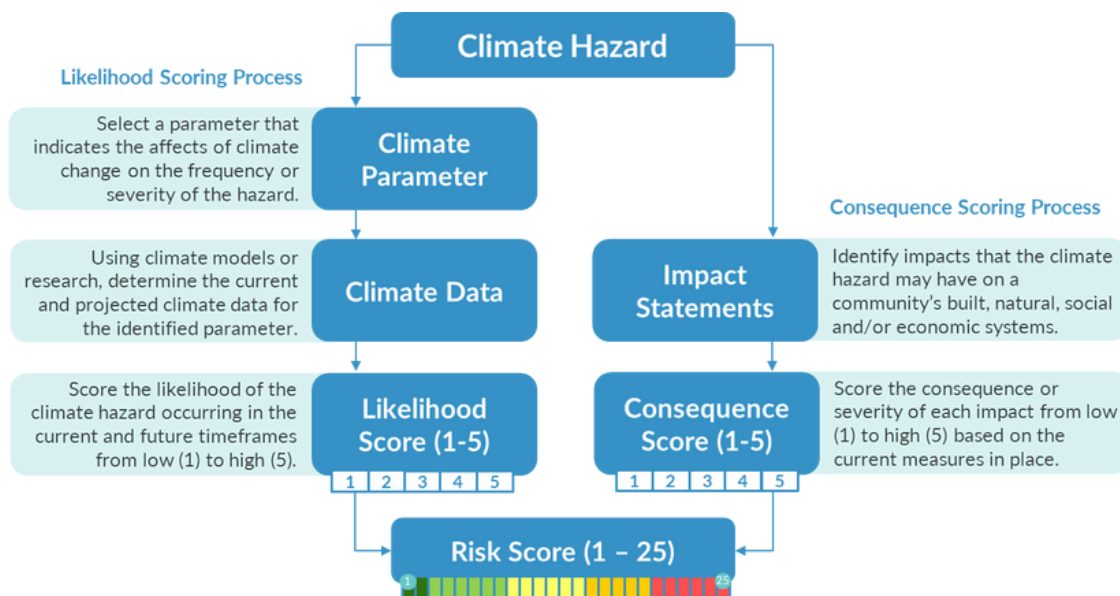 Climate Hazard
Likelihood Scoring Process
Select a parameter that
indicates the affects of climate
change on the frequency or
severity of the hazard.
Climate
Parameter
Consequence Scoring Process
Using climate models or
research, determine the current
and projected climate data for
the identified parameter.
Climate Data
Impact
Statements
Identify impacts that the climate
hazard may have on a
community's built, natural, social
and/or economic systems.
Score the likelihood of the
climate hazard occurring in the
current and future timeframes
from low (1) to high (5).
Likelihood
Score (1-5)
1 2 3 4 5
Consequence
Score (1-5)
1 2 3 4 5
Score the consequence or
severity of each impact from low
(1) to high (5) based on the
current measures in place.
Risk Score (1 – 25)
1 25